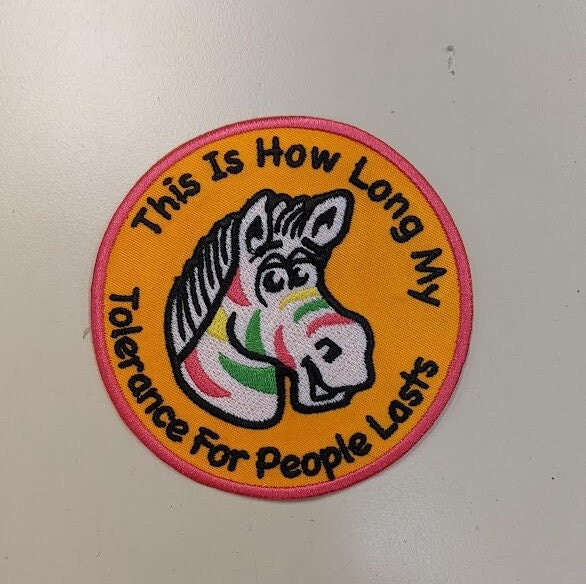 This Is How Long My
Tolerance For People Lasts